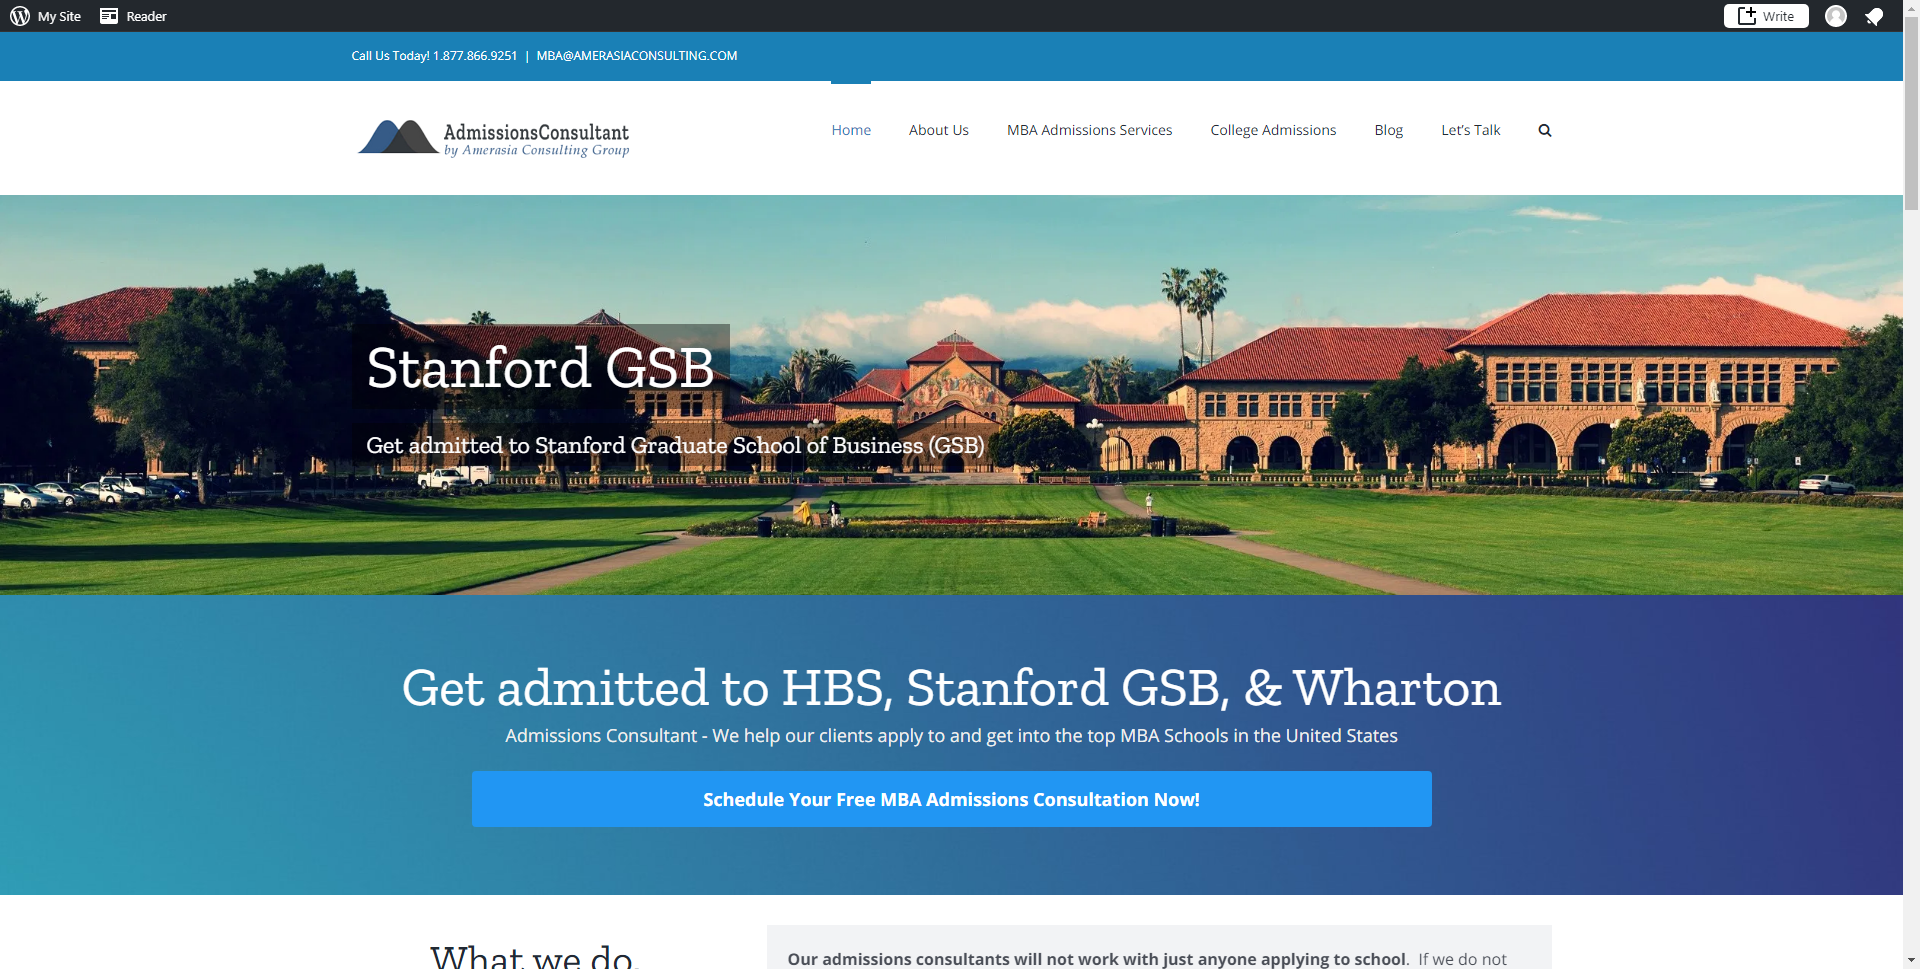 My Site
Reader
Write
Call Us Today! 1.877.866.9251 | MBA@AMERASIACONSULTING.COM
AdmissionsConsultant
by Amerasia Consulting Group
Home
About Us
MBA Admissions Services
College Admissions
Blog
Let's Talk
Stanford GSB
Get admitted to Stanford Graduate School of Business (GSB)
Get admitted to HBS, Stanford GSB, & Wharton
Admissions Consultant - We help our clients apply to and get into the top MBA Schools in the United States
Schedule Your Free MBA Admissions Consultation Now!
What we do.
Our admissions consultants will not work with just anyone applying to school. If we do not